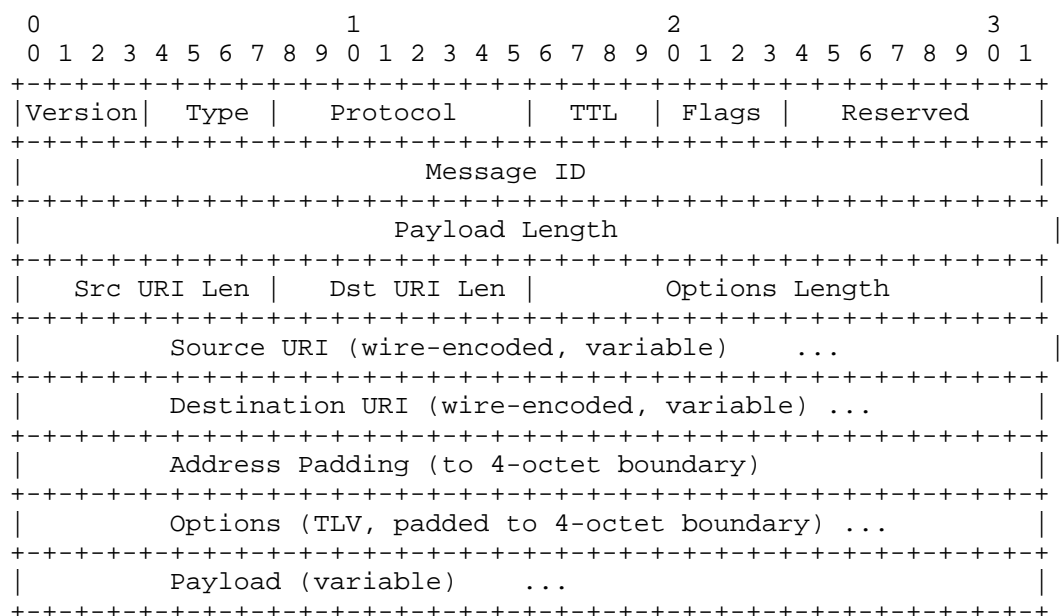 0                   1                   2                   3
 0 1 2 3 4 5 6 7 8 9 0 1 2 3 4 5 6 7 8 9 0 1 2 3 4 5 6 7 8 9 0 1
+-+-+-+-+-+-+-+-+-+-+-+-+-+-+-+-+-+-+-+-+-+-+-+-+-+-+-+-+-+-+-+-+
|Version|  Type |   Protocol    |  TTL  | Flags |   Reserved    |
+-+-+-+-+-+-+-+-+-+-+-+-+-+-+-+-+-+-+-+-+-+-+-+-+-+-+-+-+-+-+-+-+
|                         Message ID                            |
+-+-+-+-+-+-+-+-+-+-+-+-+-+-+-+-+-+-+-+-+-+-+-+-+-+-+-+-+-+-+-+-+
|                       Payload Length                           |
+-+-+-+-+-+-+-+-+-+-+-+-+-+-+-+-+-+-+-+-+-+-+-+-+-+-+-+-+-+-+-+-+
|   Src URI Len |   Dst URI Len |        Options Length         |
+-+-+-+-+-+-+-+-+-+-+-+-+-+-+-+-+-+-+-+-+-+-+-+-+-+-+-+-+-+-+-+-+
|         Source URI (wire-encoded, variable)    ...             |
+-+-+-+-+-+-+-+-+-+-+-+-+-+-+-+-+-+-+-+-+-+-+-+-+-+-+-+-+-+-+-+-+
|         Destination URI (wire-encoded, variable) ...          |
+-+-+-+-+-+-+-+-+-+-+-+-+-+-+-+-+-+-+-+-+-+-+-+-+-+-+-+-+-+-+-+-+
|         Address Padding (to 4-octet boundary)                 |
+-+-+-+-+-+-+-+-+-+-+-+-+-+-+-+-+-+-+-+-+-+-+-+-+-+-+-+-+-+-+-+-+
|         Options (TLV, padded to 4-octet boundary) ...         |
+-+-+-+-+-+-+-+-+-+-+-+-+-+-+-+-+-+-+-+-+-+-+-+-+-+-+-+-+-+-+-+-+
|         Payload (variable)    ...                             |
+-+-+-+-+-+-+-+-+-+-+-+-+-+-+-+-+-+-+-+-+-+-+-+-+-+-+-+-+-+-+-+-+